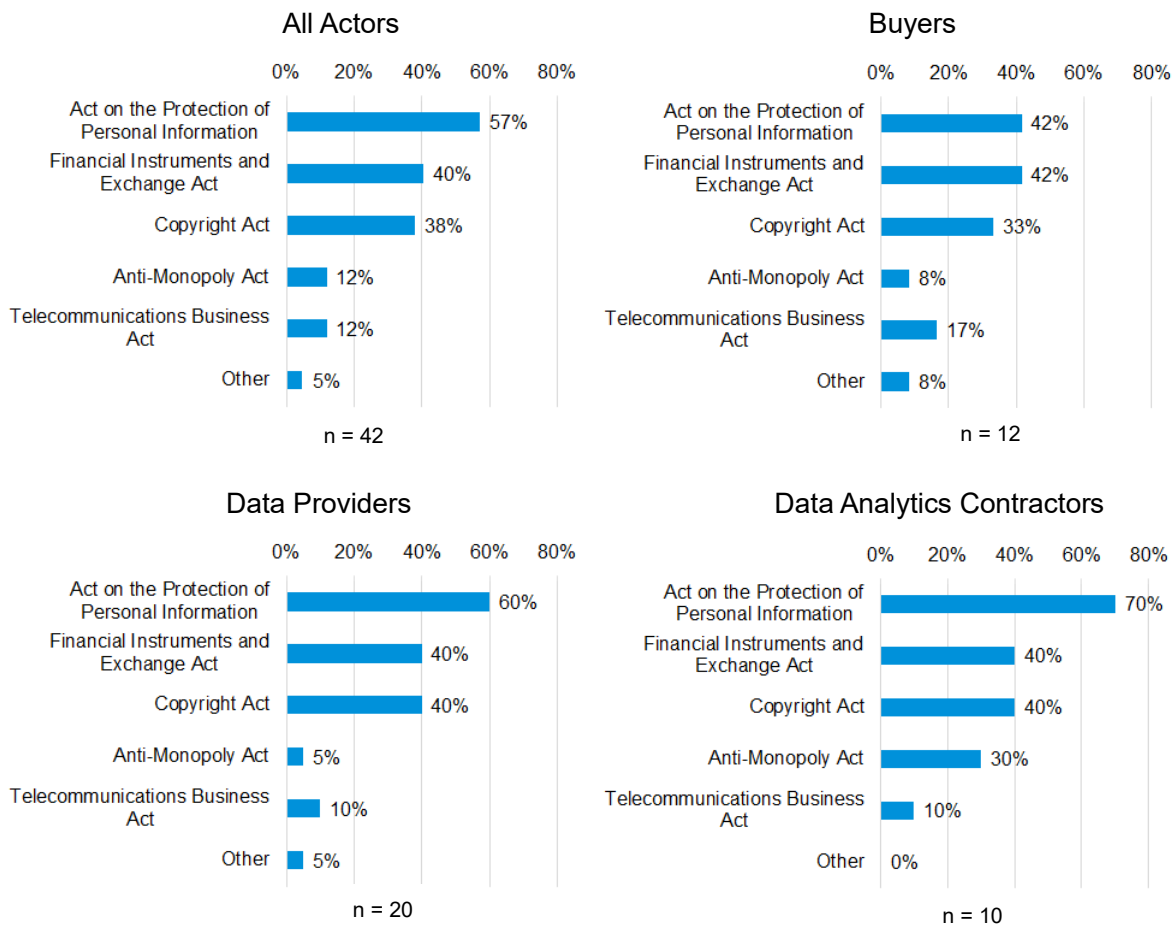 All Actors
0% 20% 40% 60% 80%
Act on the Protection of
Personal Information
57%
Financial Instruments and
Exchange Act
40%
Copyright Act
38%
Anti-Monopoly Act
12%
Telecommunications Business
Act
12%
Other
5%
n = 42
Buyers
0% 20% 40% 60% 80%
Act on the Protection of
Personal Information
42%
Financial Instruments and
Exchange Act
42%
Copyright Act
33%
Anti-Monopoly Act
8%
Telecommunications Business
Act
17%
Other
8%
n = 12
Data Providers
0% 20% 40% 60% 80%
Act on the Protection of
Personal Information
60%
Financial Instruments and
Exchange Act
40%
Copyright Act
40%
Anti-Monopoly Act
5%
Telecommunications Business
Act
10%
Other
5%
n = 20
Data Analytics Contractors
0% 20% 40% 60% 80%
Act on the Protection of
Personal Information
70%
Financial Instruments and
Exchange Act
40%
Copyright Act
40%
Anti-Monopoly Act
30%
Telecommunications Business
Act
10%
Other
0%
n = 10